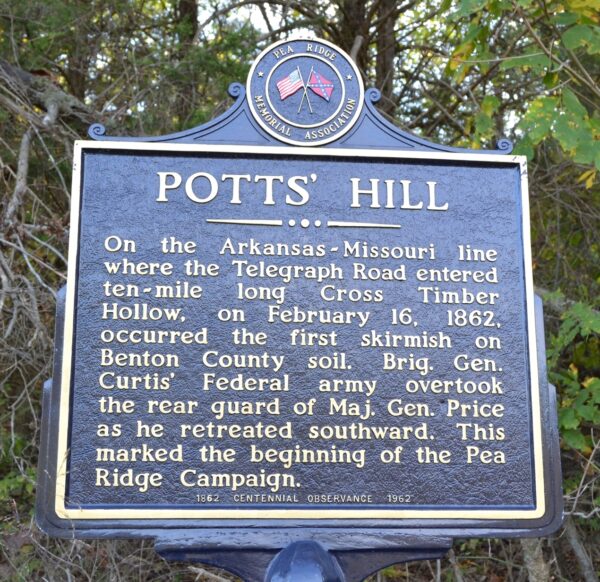 PEA RIDGE
MEMORIAL ASSOCIATION
POTTS' HILL
On the Arkansas-Missouri line
where the Telegraph Road entered
ten-mile long Cross Timber
Hollow, on February 16, 1862,
occurred the first skirmish on
Benton County soil. Brig. Gen.
Curtis' Federal army overtook
the rear guard of Maj. Gen. Price
as he retreated southward. This
marked the beginning of the Pea
Ridge Campaign.
1862 CENTENNIAL OBSERVANCE 1962